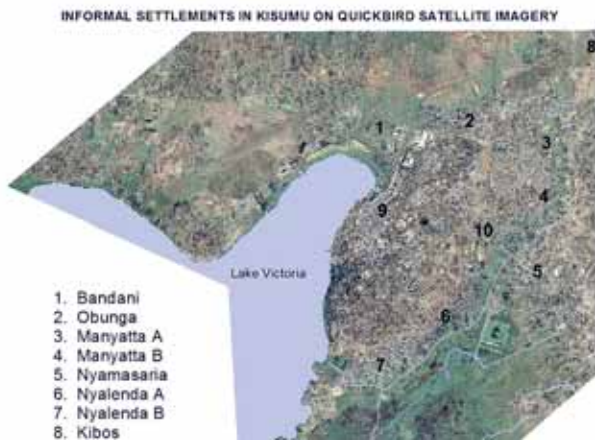 INFORMAL SETTLEMENTS IN KISUMU ON QUICKBIRD SATELLITE IMAGERY
8
1
2
3
4
9
10
5
Lake Victoria
6
7
1. Bandani
2. Obunga
3. Manyatta A
4. Manyatta B
5. Nyamasaria
6. Nyalenda A
7. Nyalenda B
8. Kibos